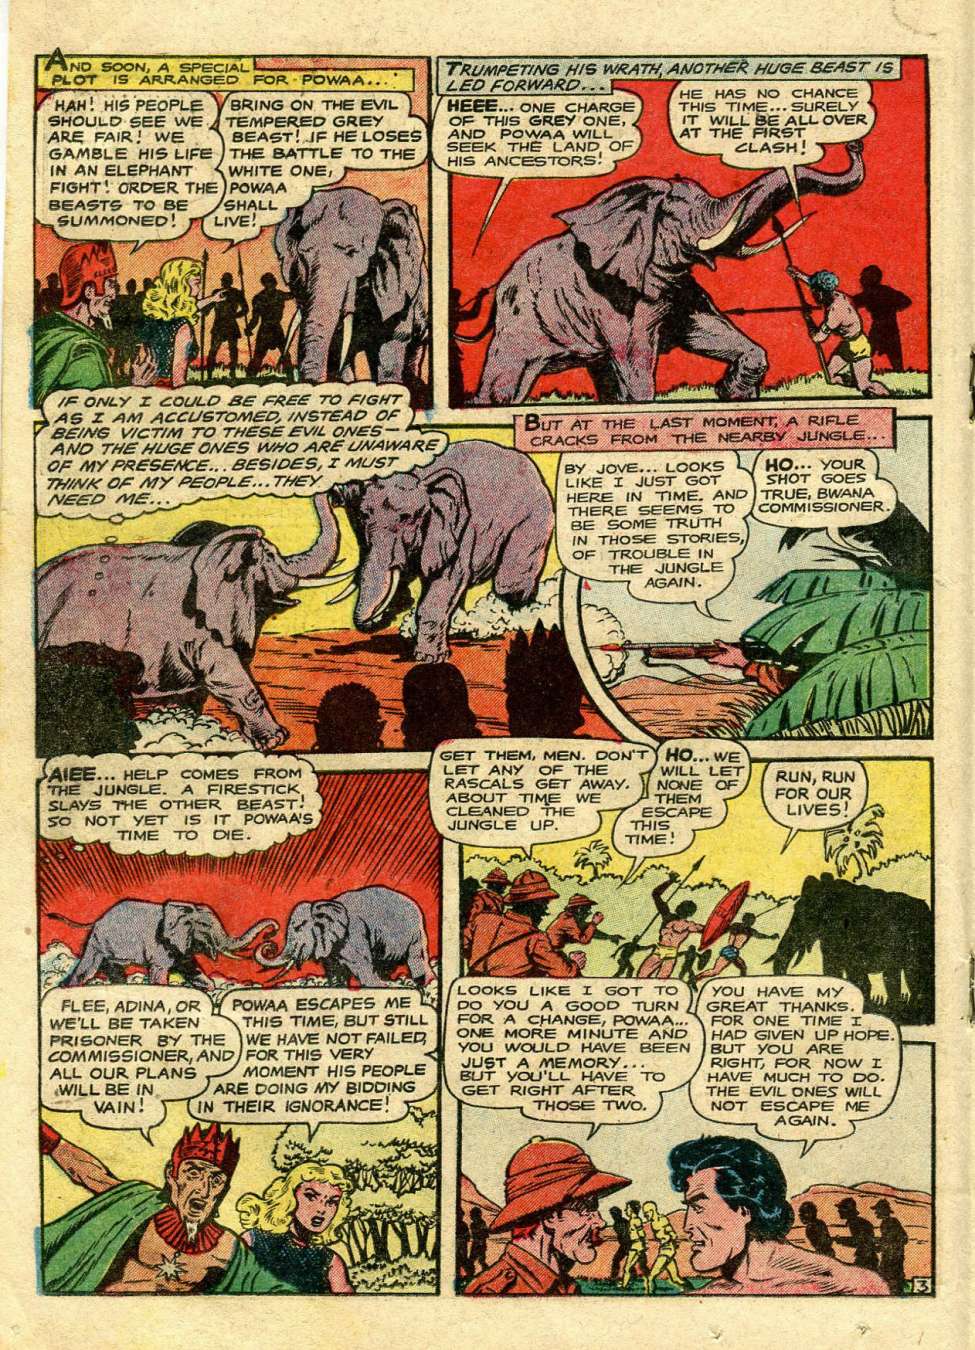 AND SOON, A SPECIAL
PLOT IS ARRANGED FOR POWAA...
HAH! HIS PEOPLE
SHOULD SEE WE
ARE FAIR! WE
GAMBLE HIS LIFE
IN AN ELEPHANT
FIGHT! ORDER THE
BEASTS TO BE
SUMMONED!
BRING ON THE EVIL
TEMPERED GREY
BEAST! IF HE LOSES
THE BATTLE TO THE
WHITE ONE,
POWAA
SHALL
LIVE!
TRUMPETING HIS WRATH, ANOTHER HUGE BEAST IS
LED FORWARD...
HEEE... ONE CHARGE
OF THIS GREY ONE,
AND POWAA WILL
SEEK THE LAND OF
HIS ANCESTORS!
HE HAS NO CHANCE
THIS TIME... SURELY
IT WILL BE ALL OVER
AT THE FIRST
CLASH!
IF ONLY I COULD BE FREE TO FIGHT
AS I AM ACCUSTOMED, INSTEAD OF
BEING VICTIM TO THESE EVIL ONES—
AND THE HUGE ONES WHO ARE UNAWARE
OF MY PRESENCE... BESIDES, I MUST
THINK OF MY PEOPLE... THEY
NEED ME...
BUT AT THE LAST MOMENT, A RIFLE
CRACKS FROM THE NEARBY JUNGLE...
BY JOVE... LOOKS
LIKE I JUST GOT
HERE IN TIME. AND
THERE SEEMS TO
BE SOME TRUTH
IN THOSE STORIES,
OF TROUBLE IN
THE JUNGLE
AGAIN.
HO... YOUR
SHOT GOES
TRUE, BWANA
COMMISSIONER.
AIEE... HELP COMES FROM
THE JUNGLE. A FIRESTICK
SLAYS THE OTHER BEAST!
SO NOT YET IS IT POWAA'S
TIME TO DIE.
GET THEM, MEN. DON'T
LET ANY OF THE
RASCALS GET AWAY.
ABOUT TIME WE
CLEANED THE
JUNGLE UP.
HO... WE
WILL LET
NONE OF
THEM
ESCAPE
THIS
TIME!
RUN, RUN
FOR OUR
LIVES!
FLEE, ADINA, OR
WE'LL BE TAKEN
PRISONER BY THE
COMMISSIONER, AND
ALL OUR PLANS
WILL BE IN
VAIN!
POWAA ESCAPES ME
THIS TIME, BUT STILL
WE HAVE NOT FAILED,
FOR THIS VERY
MOMENT HIS PEOPLE
ARE DOING MY BIDDING
IN THEIR IGNORANCE!
LOOKS LIKE I GOT TO
DO YOU A GOOD TURN
FOR A CHANGE, POWAA...
ONE MORE MINUTE AND
YOU WOULD HAVE BEEN
JUST A MEMORY...
BUT YOU'LL HAVE TO
GET RIGHT AFTER
THOSE TWO.
YOU HAVE MY
GREAT THANKS.
FOR ONE TIME I
HAD GIVEN UP HOPE.
BUT YOU ARE
RIGHT, FOR NOW I
HAVE MUCH TO DO.
THE EVIL ONES WILL
NOT ESCAPE ME
AGAIN.
3